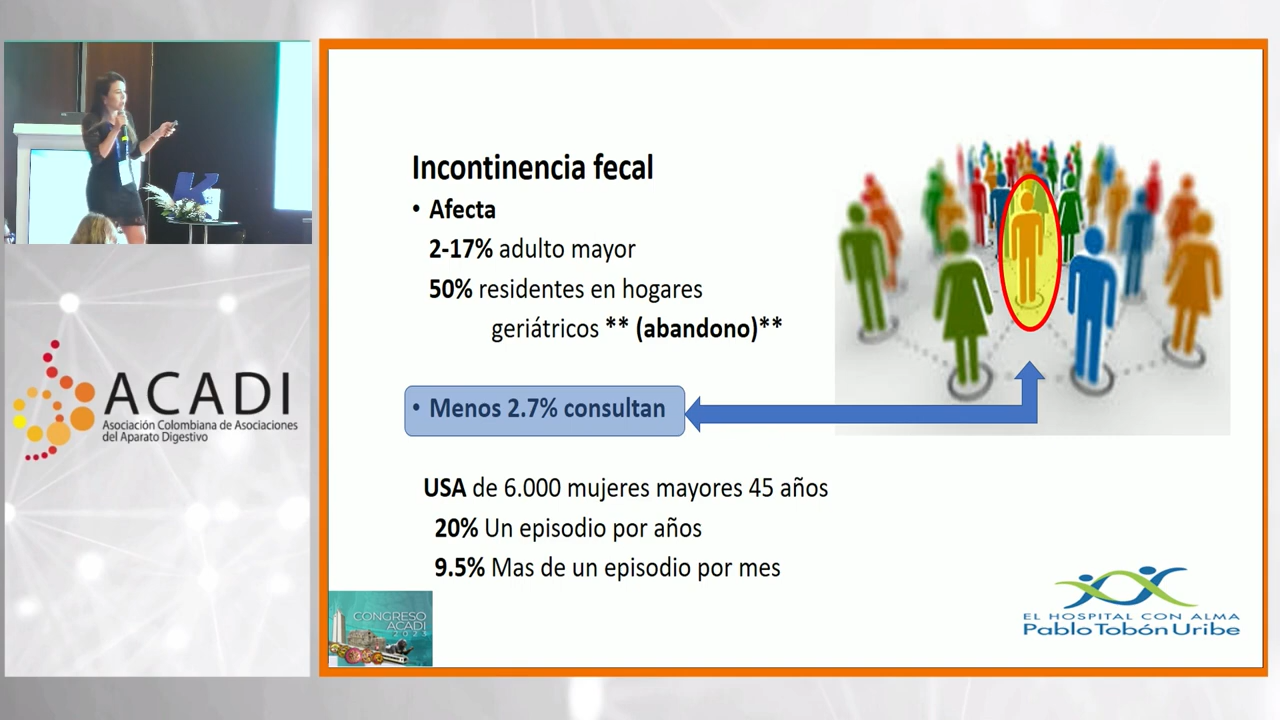 Incontinencia fecal
• Afecta
2-17% adulto mayor
50% residentes en hogares
geriátricos ** (abandono)**
• Menos 2.7% consultan
USA de 6.000 mujeres mayores 45 años
20% Un episodio por años
9.5% Mas de un episodio por mes
ACADI
Asociación Colombiana de Asociaciones
del Aparato Digestivo
CONGRESO
ACADI
2023
EL HOSPITAL CON ALMA
Pablo Tobón Uribe